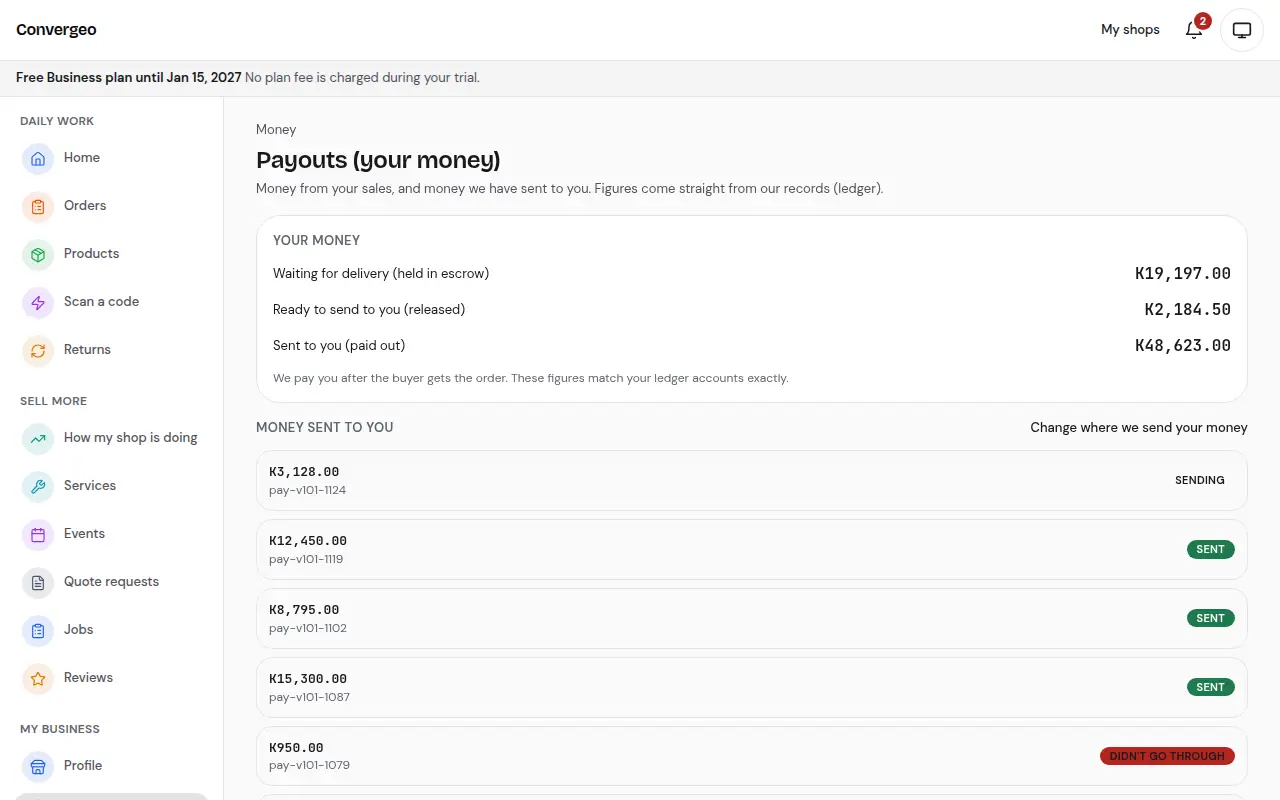 Convergeo
My shops
2
Free Business plan until Jan 15, 2027 No plan fee is charged during your trial.
DAILY WORK
Home
Orders
Products
Scan a code
Returns
SELL MORE
How my shop is doing
Services
Events
Quote requests
Jobs
Reviews
MY BUSINESS
Profile
Money
Payouts (your money)
Money from your sales, and money we have sent to you. Figures come straight from our records (ledger).
YOUR MONEY
Waiting for delivery (held in escrow) K19,197.00
Ready to send to you (released) K2,184.50
Sent to you (paid out) K48,623.00
We pay you after the buyer gets the order. These figures match your ledger accounts exactly.
MONEY SENT TO YOU
Change where we send your money
K3,128.00
pay-v101-1124
SENDING
K12,450.00
pay-v101-1119
SENT
K8,795.00
pay-v101-1102
SENT
K15,300.00
pay-v101-1087
SENT
K950.00
pay-v101-1079
DIDN'T GO THROUGH